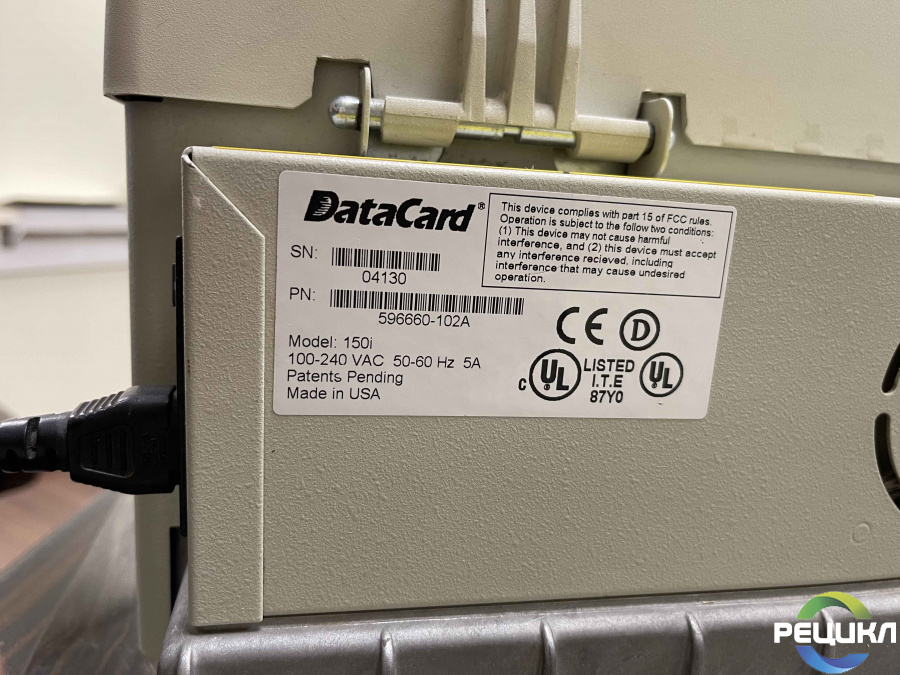 DataCard®
SN:
04130
PN:
596660-102A
Model: 150i
100-240 VAC 50-60 Hz 5A
Patents Pending
Made in USA
This device complies with part 15 of FCC rules.
Operation is subject to the follow two conditions:
(1) This device may not cause harmful
interference, and (2) this device must accept
any interference recieved, including
interference that may cause undesired
operation.
CE D
C UL LISTED UL
I.T.E
87Y0
РЕЦИКЛ